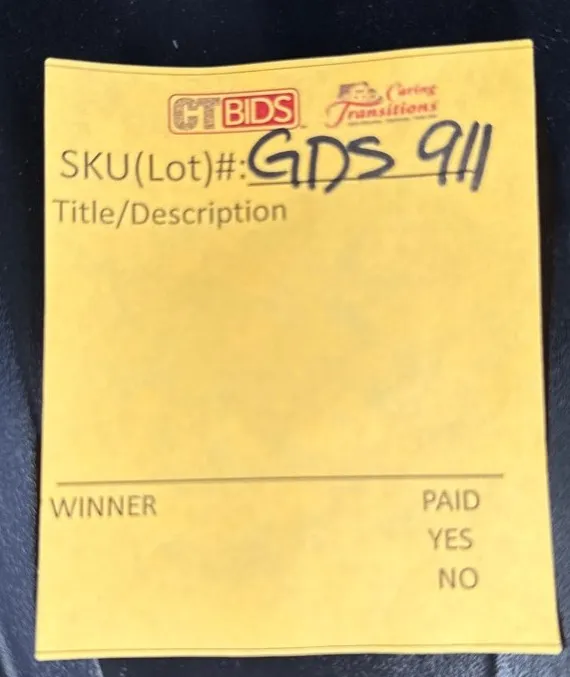 CTBIDS Caring Transitions
SKU(Lot)#: GDS 911
Title/Description
WINNER PAID
YES
NO